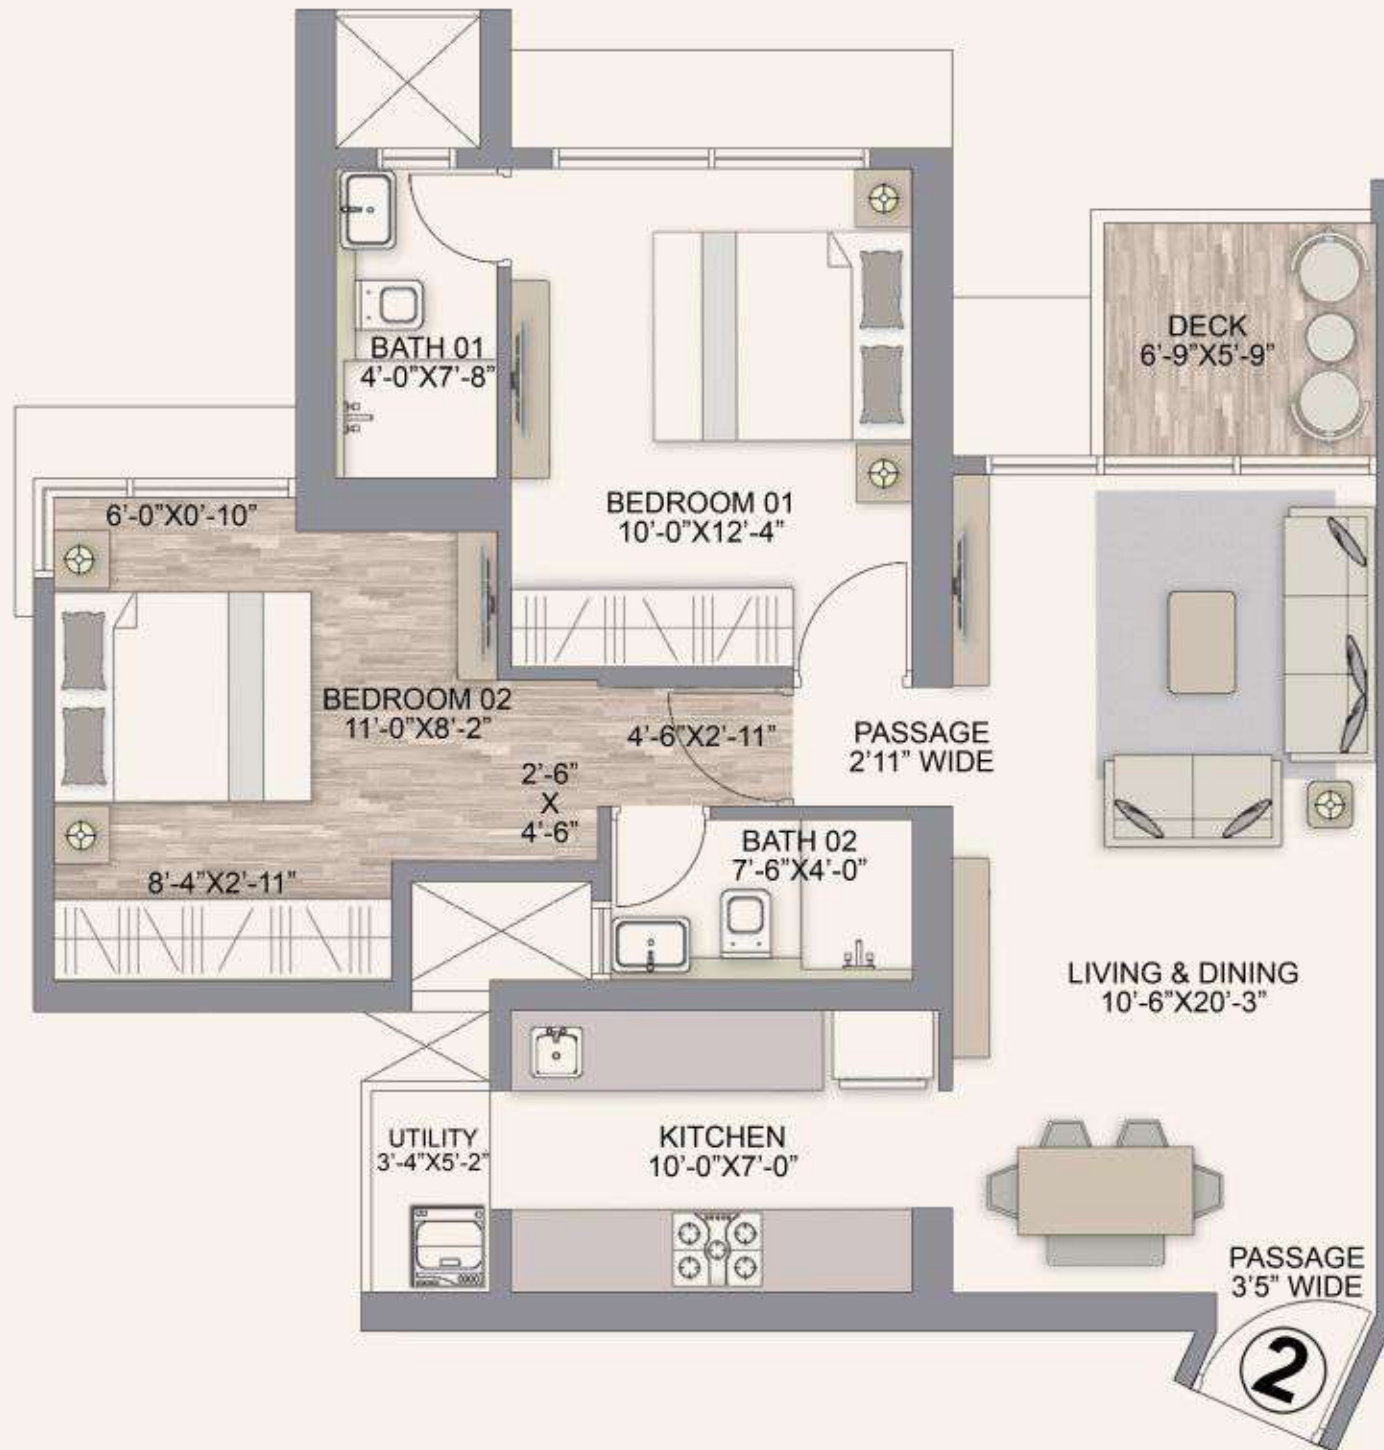 DECK
6'-9"X5'-9"
BATH 01
4'-0"X7'-8"
BEDROOM 01
10'-0"X12'-4"
6'-0"X0'-10"
BEDROOM 02
11'-0"X8'-2"
4'-6"X2'-11"
PASSAGE
2'11" WIDE
2'-6"
X
4'-6"
BATH 02
7'-6"X4'-0"
8'-4"X2'-11"
LIVING & DINING
10'-6"X20'-3"
UTILITY
3'-4"X5'-2"
KITCHEN
10'-0"X7'-0"
PASSAGE
3'5" WIDE
2